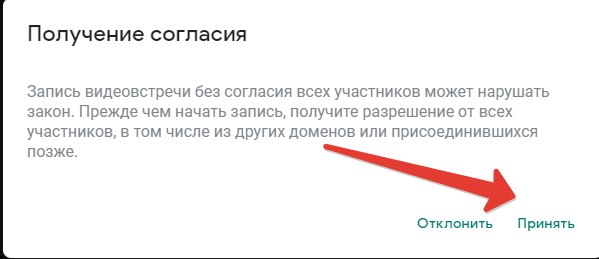 Получение согласия
Запись видеовстречи без согласия всех участников может нарушать
закон. Прежде чем начать запись, получите разрешение от всех
участников, в том числе из других доменов или присоединившихся
позже.
Отклонить Принять